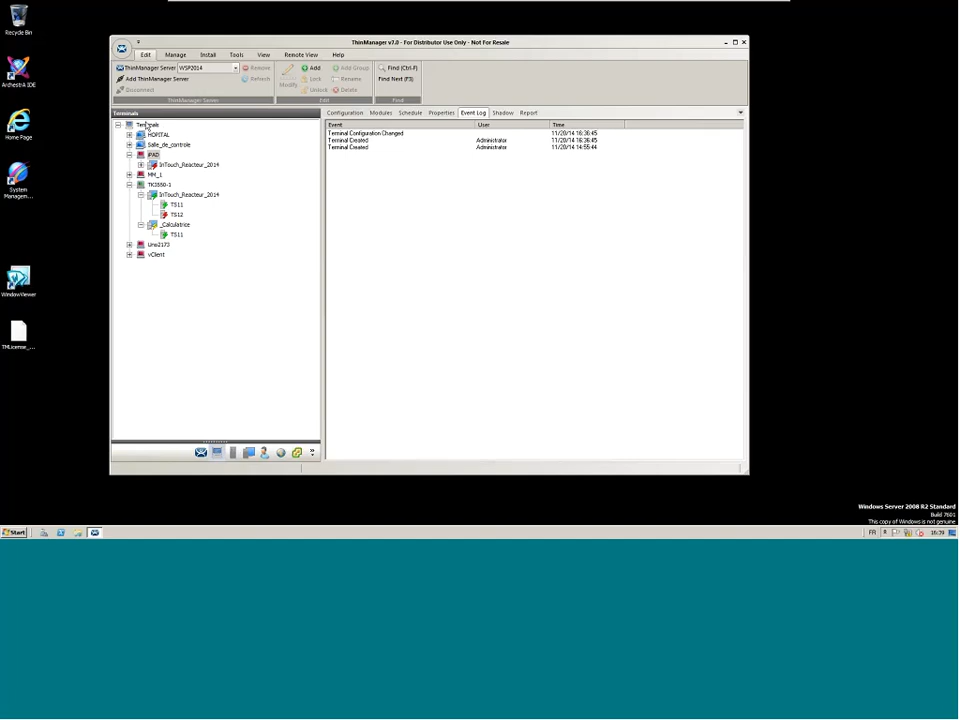 Recycle Bin
ArchestrA IDE
Home Page
System
Managem...
WindowViewer
TMLicense_...
ThinManager v7.0 - For Distributor Use Only - Not For Resale
Edit Manage Install Tools View Remote View Help
ThinManager Server WSP2014 Remove
Add ThinManager Server Refresh
Disconnect
ThinManager Server
Modify
Add Add Group
Lock Rename
Unlock Delete
Edit
Find (Ctrl-F)
Find Next (F3)
Find
Terminals
Terminals
HOPITAL
Salle_de_controle
iPAD
InTouch_Reacteur_2014
MM_1
InTouch_Reacteur_2014
TS11
TS12
_Calculatrice
TS11
Uno2173
vClient
Configuration Modules Schedule Properties Event Log Shadow Report
Event User Time
Terminal Configuration Changed 11/20/14 16:36:45
Terminal Created Administrator 11/20/14 16:36:45
Terminal Created Administrator 11/20/14 14:55:44
Windows Server 2008 R2 Standard
Build 7601
This copy of Windows is not genuine
Start
FR 16:39